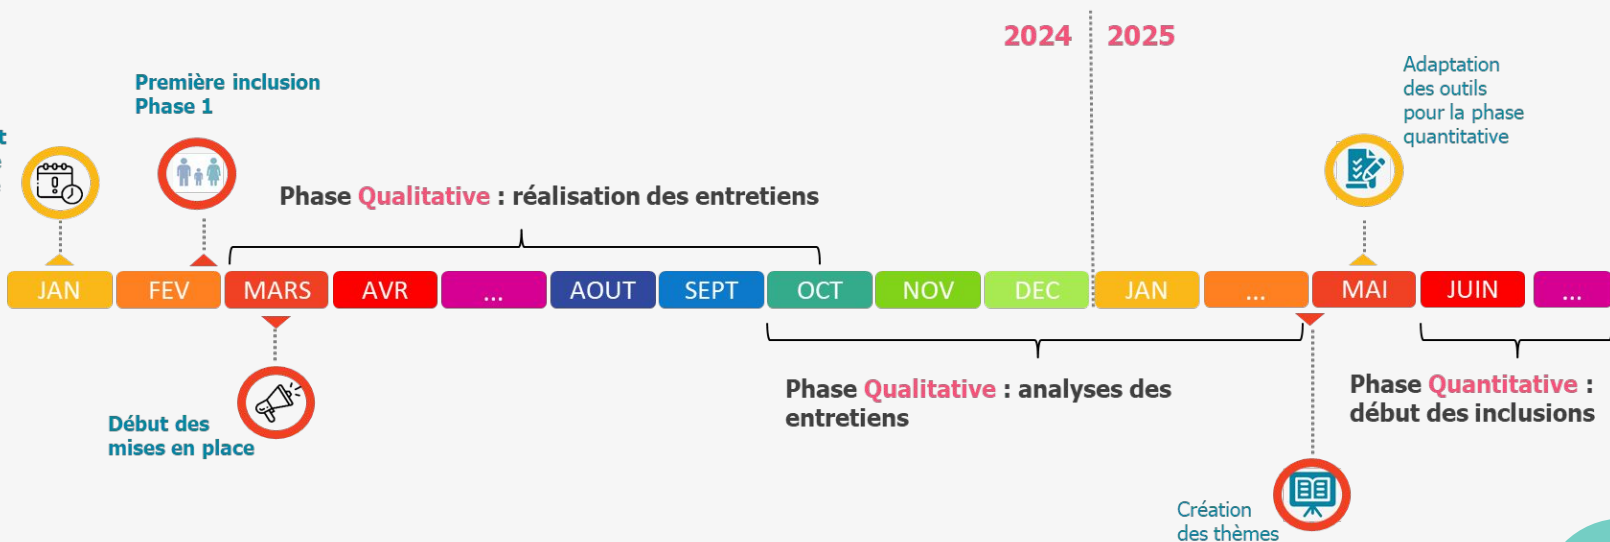 2024 2025
Première inclusion
Phase 1
Adaptation
des outils
pour la phase
quantitative
Phase Qualitative : réalisation des entretiens
JAN FEV MARS AVR ... AOUT SEPT OCT NOV DEC JAN ... MAI JUIN ...
Début des
mises en place
Phase Qualitative : analyses des
entretiens
Phase Quantitative :
début des inclusions
Création
des thèmes